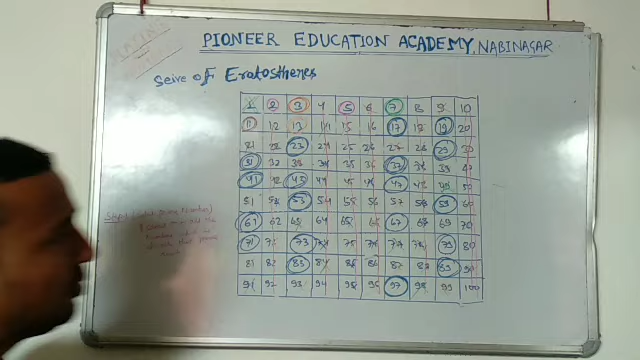 PIONEER EDUCATION ACADEMY, NABINAGAR
Seive of Eratosthenes
1 2 3 4 5 6 7 8 9 10
11 12 13 14 15 16 17 18 19 20
21 22 23 24 25 26 27 28 29 30
31 32 33 34 35 36 37 38 39 40
41 42 43 44 45 46 47 48 49 50
51 52 53 54 55 56 57 58 59 60
61 62 63 64 65 66 67 68 69 70
71 72 73 74 75 76 77 78 79 80
81 82 83 84 85 86 87 88 89 90
91 92 93 94 95 96 97 98 99 100